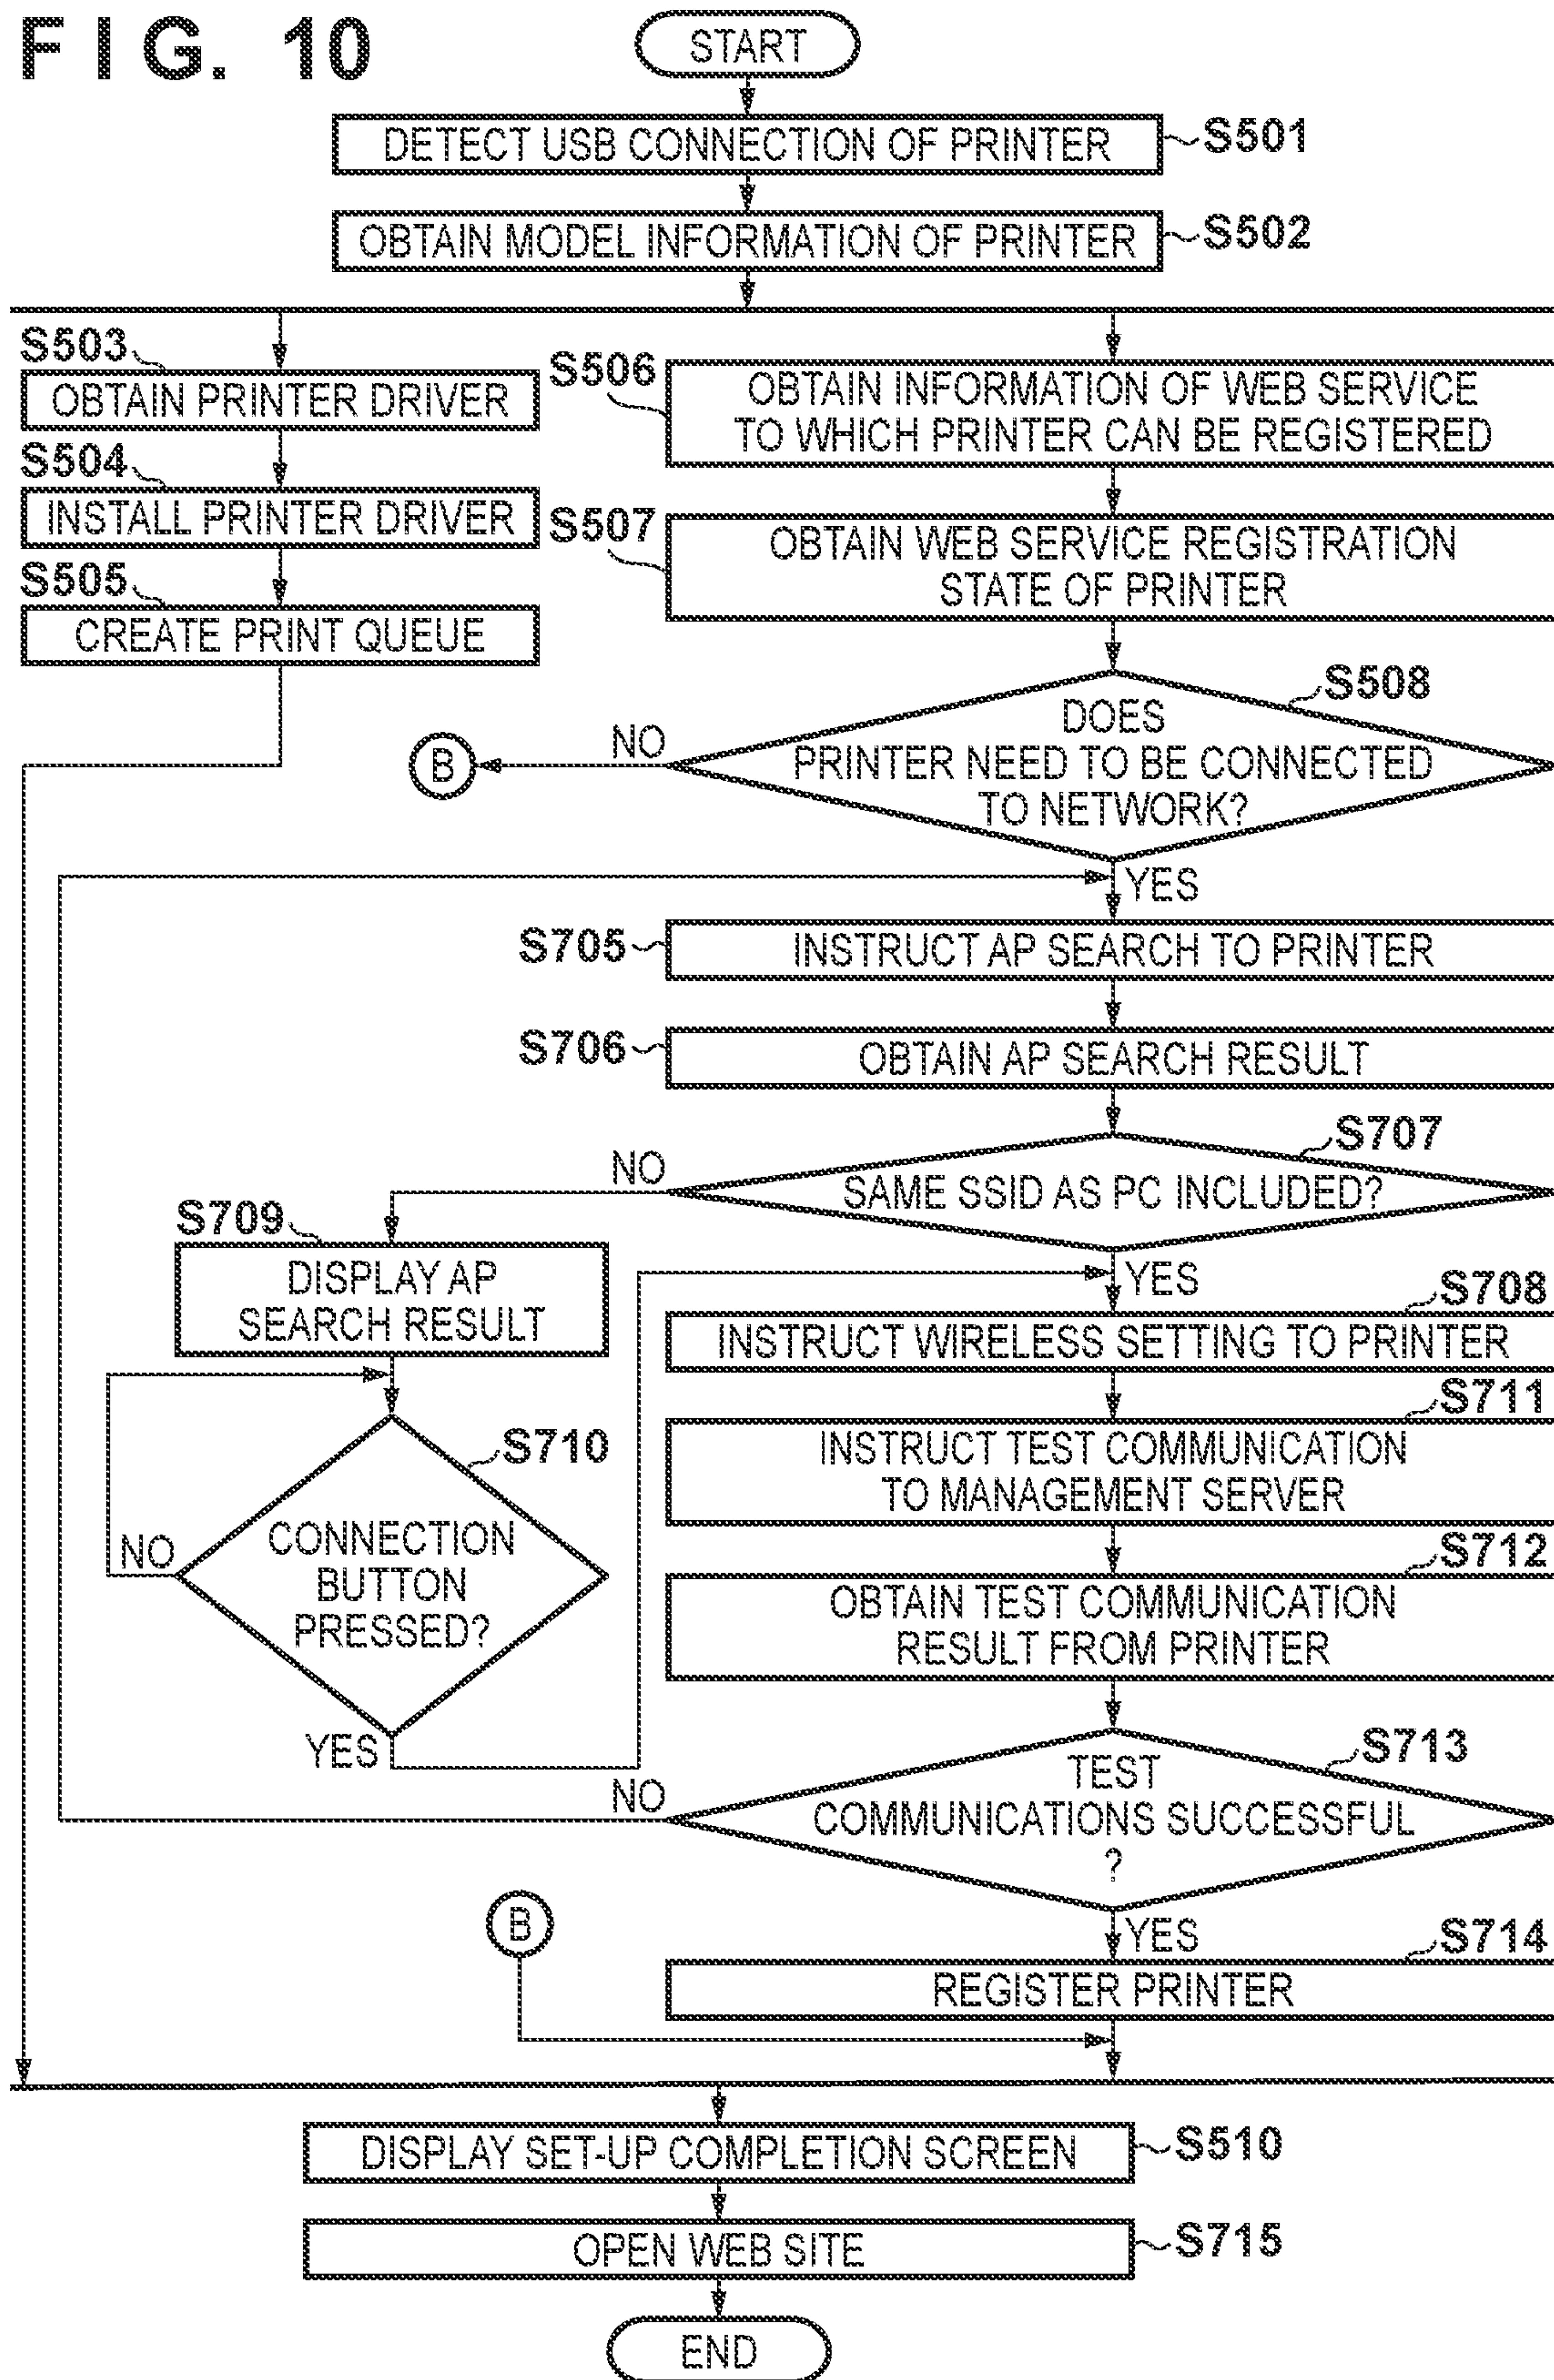 FIG. 10
START
DETECT USB CONNECTION OF PRINTER
S501
OBTAIN MODEL INFORMATION OF PRINTER
S502
S503
OBTAIN PRINTER DRIVER
S504
INSTALL PRINTER DRIVER
S505
CREATE PRINT QUEUE
S506
OBTAIN INFORMATION OF WEB SERVICE
TO WHICH PRINTER CAN BE REGISTERED
S507
OBTAIN WEB SERVICE REGISTRATION
STATE OF PRINTER
S508
DOES
PRINTER NEED TO BE CONNECTED
TO NETWORK?
NO
B
YES
S705
INSTRUCT AP SEARCH TO PRINTER
S706
OBTAIN AP SEARCH RESULT
S707
SAME SSID AS PC INCLUDED?
NO
YES
S709
DISPLAY AP
SEARCH RESULT
S710
CONNECTION
BUTTON
PRESSED?
NO
YES
S708
INSTRUCT WIRELESS SETTING TO PRINTER
S711
INSTRUCT TEST COMMUNICATION
TO MANAGEMENT SERVER
S712
OBTAIN TEST COMMUNICATION
RESULT FROM PRINTER
S713
TEST
COMMUNICATIONS SUCCESSFUL
?
NO
YES
B
S714
REGISTER PRINTER
DISPLAY SET-UP COMPLETION SCREEN
S510
OPEN WEB SITE
S715
END